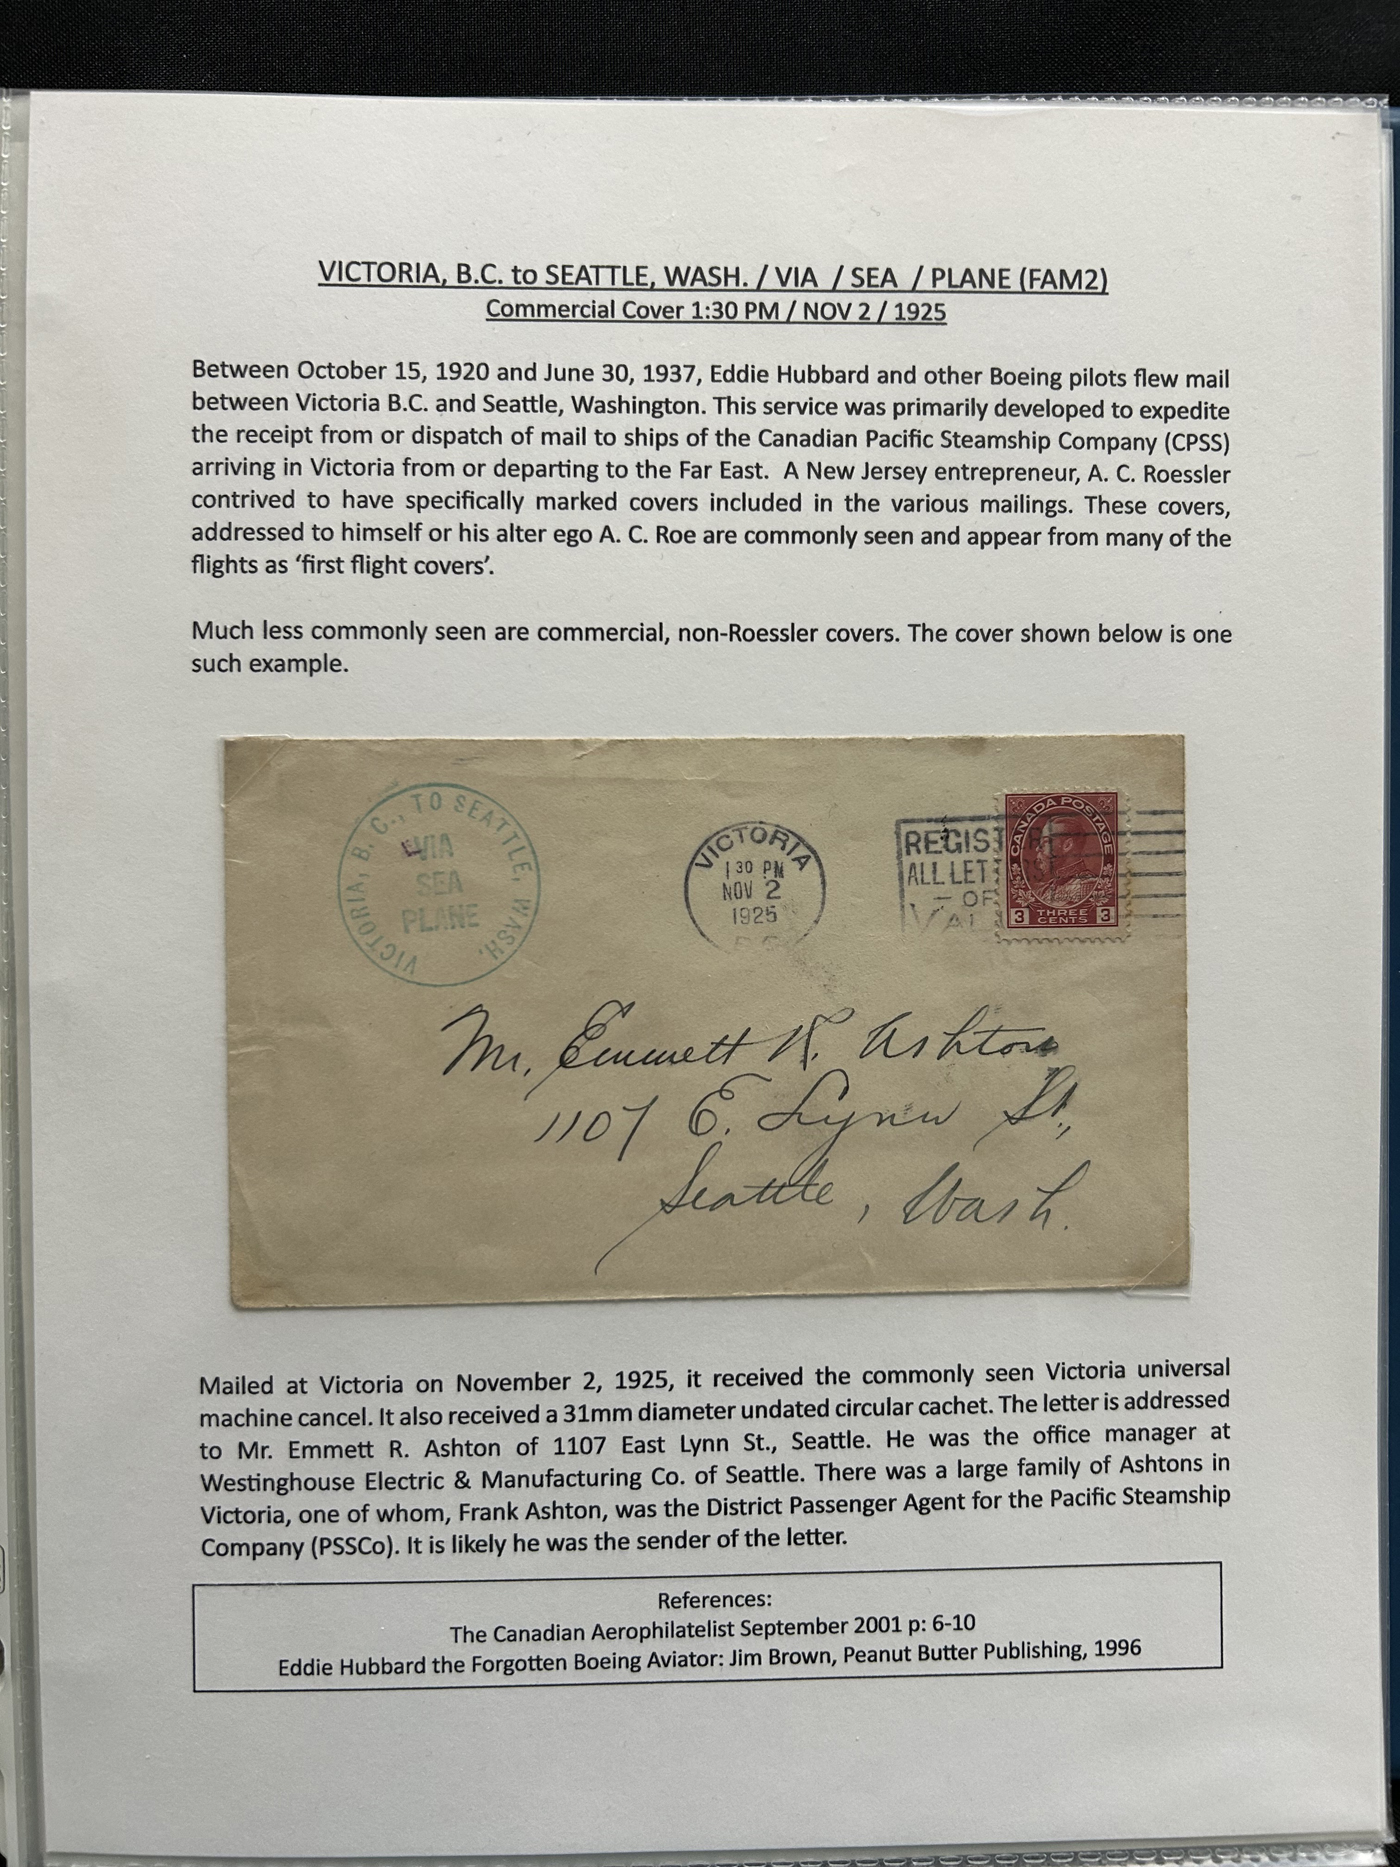 VICTORIA, B.C. to SEATTLE, WASH. / VIA / SEA / PLANE (FAM2)
Commercial Cover 1:30 PM / NOV 2 / 1925
Between October 15, 1920 and June 30, 1937, Eddie Hubbard and other Boeing pilots flew mail
between Victoria B.C. and Seattle, Washington. This service was primarily developed to expedite
the receipt from or dispatch of mail to ships of the Canadian Pacific Steamship Company (CPSS)
arriving in Victoria from or departing to the Far East. A New Jersey entrepreneur, A. C. Roessler
contrived to have specifically marked covers included in the various mailings. These covers,
addressed to himself or his alter ego A. C. Roe are commonly seen and appear from many of the
flights as ‘first flight covers’.
Much less commonly seen are commercial, non-Roessler covers. The cover shown below is one
such example.
VICTORIA, B. C., TO SEATTLE, WASH.
VIA
SEA
PLANE
VICTORIA
1 30 PM
NOV 2
1925
REGIST
ALL LET
OF
VAL
CANADA POSTAGE
3 THREE CENTS 3
Mr. Emmett R. Ashton
1107 E. Lynn St.,
Seattle, Wash.
Mailed at Victoria on November 2, 1925, it received the commonly seen Victoria universal
machine cancel. It also received a 31mm diameter undated circular cachet. The letter is addressed
to Mr. Emmett R. Ashton of 1107 East Lynn St., Seattle. He was the office manager at
Westinghouse Electric & Manufacturing Co. of Seattle. There was a large family of Ashtons in
Victoria, one of whom, Frank Ashton, was the District Passenger Agent for the Pacific Steamship
Company (PSSCo). It is likely he was the sender of the letter.
References:
The Canadian Aerophilatelist September 2001 p: 6-10
Eddie Hubbard the Forgotten Boeing Aviator: Jim Brown, Peanut Butter Publishing, 1996